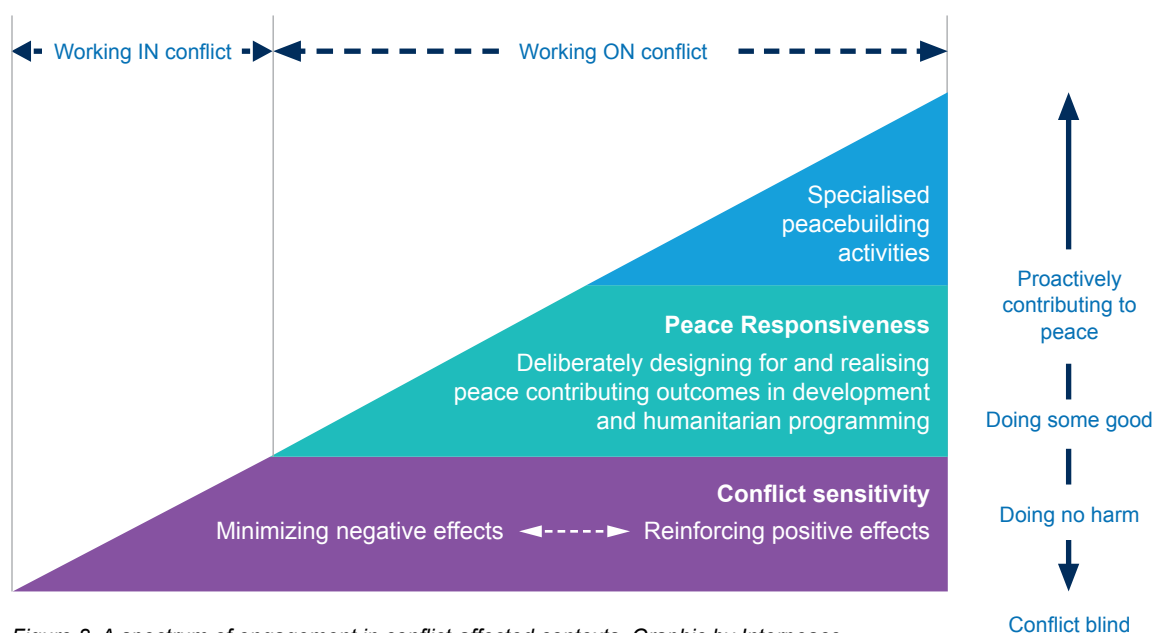 Working IN conflict
Working ON conflict
Specialised
peacebuilding
activities
Peace Responsiveness
Deliberately designing for and realising
peace contributing outcomes in development
and humanitarian programming
Conflict sensitivity
Minimizing negative effects
Reinforcing positive effects
Proactively
contributing to
peace
Doing some good
Doing no harm
Conflict blind